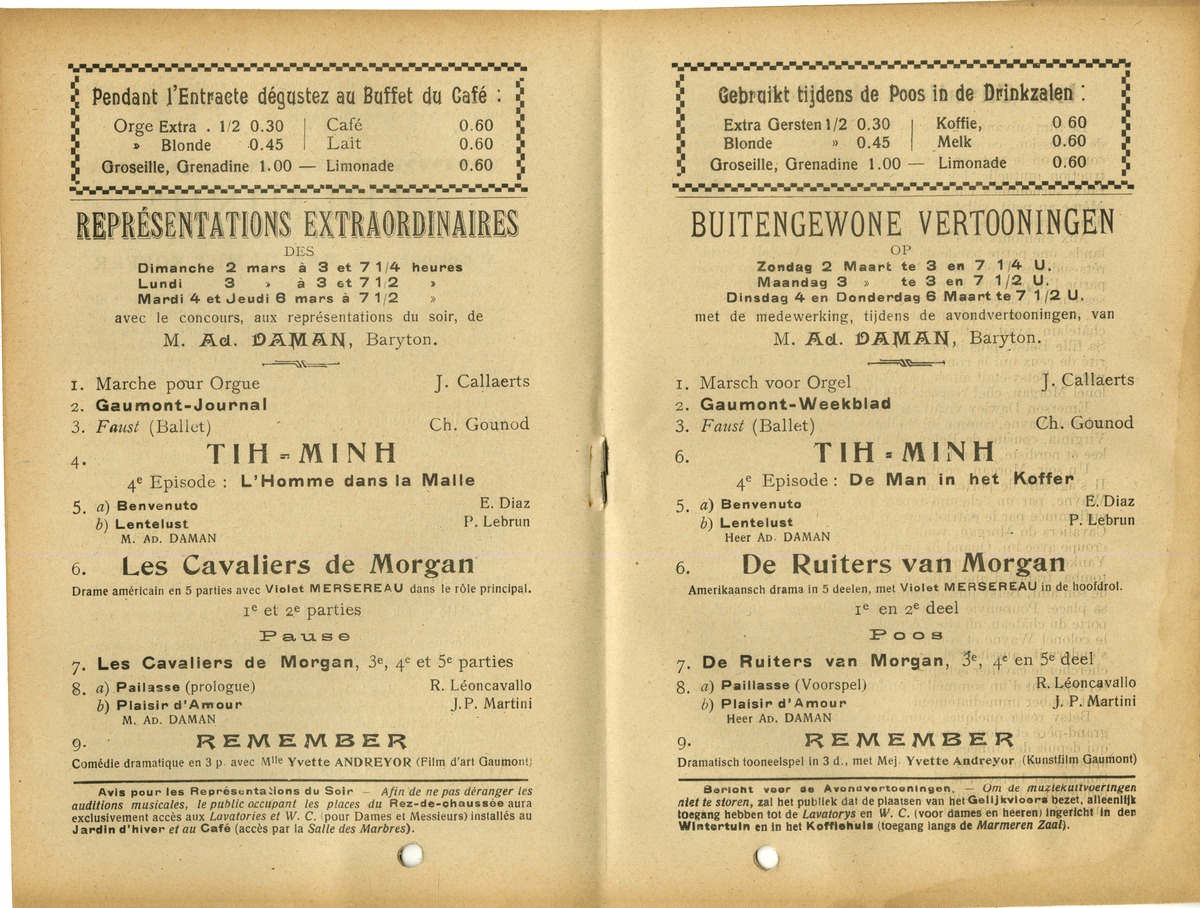 Pendant l'Entracte dégustez au Buffet du Café :
Orge Extra . 1/2 0.30 | Café 0.60
» Blonde 0.45 | Lait 0.60
Groseille, Grenadine 1.00 — Limonade 0.60
REPRÉSENTATIONS EXTRAORDINAIRES
DES
Dimanche 2 mars à 3 et 7 1/4 heures
Lundi 3 » à 3 et 7 1/2 »
Mardi 4 et Jeudi 6 mars à 7 1/2 »
avec le concours, aux représentations du soir, de
M. Ad. DAMAN, Baryton.
1. Marche pour Orgue J. Callaerts
2. Gaumont-Journal
3. Faust (Ballet) Ch. Gounod
4. TIH-MINH
4e Episode : L'Homme dans la Malle
5. a) Benvenuto E. Diaz
b) Lentelust P. Lebrun
M. AD. DAMAN
6. Les Cavaliers de Morgan
Drame américain en 5 parties avec Violet MERSEREAU dans le rôle principal.
1e et 2e parties
Pause
7. Les Cavaliers de Morgan, 3e, 4e et 5e parties
8. a) Pailasse (prologue) R. Léoncavallo
b) Plaisir d'Amour J. P. Martini
M. AD. DAMAN
9. REMEMBER
Comédie dramatique en 3 p. avec Mlle Yvette ANDREYOR (Film d'art Gaumont)
Avis pour les Représentations du Soir — Afin de ne pas déranger les
auditions musicales, le public occupant les places du Rez-de-chaussée aura
exclusivement accès aux Lavatories et W. C. (pour Dames et Messieurs) installés au
Jardin d'hiver et au Café (accès par la Salle des Marbres).
Gebruikt tijdens de Poos in de Drinkzalen :
Extra Gersten 1/2 0.30 | Koffie, 0 60
Blonde » 0.45 | Melk 0.60
Groseille, Grenadine 1.00 — Limonade 0.60
BUITENGEWONE VERTOONINGEN
OP
Zondag 2 Maart te 3 en 7 1/4 U.
Maandag 3 » te 3 en 7 1/2 U.
Dinsdag 4 en Donderdag 6 Maart te 7 1/2 U.
met de medewerking, tijdens de avondvertooningen, van
M. Ad. DAMAN, Baryton.
1. Marsch voor Orgel J. Callaerts
2. Gaumont-Weekblad
3. Faust (Ballet) Ch. Gounod
6. TIH-MINH
4e Episode : De Man in het Koffer
5. a) Benvenuto E. Diaz
b) Lentelust P. Lebrun
Heer AD. DAMAN
6. De Ruiters van Morgan
Amerikaansch drama in 5 deelen, met Violet MERSEREAU in de hoofdrol.
1e en 2e deel
Poos
7. De Ruiters van Morgan, 3e, 4e en 5e deel
8. a) Paillasse (Voorspel) R. Léoncavallo
b) Plaisir d'Amour J. P. Martini
Heer AD. DAMAN
9. REMEMBER
Dramatisch tooneelspel in 3 d., met Mej. Yvette Andreyor (Kunstfilm Gaumont)
Bericht voor de Avondvertooningen. — Om de muziekuitvoeringen
niet te storen, zal het publiek dat de plaatsen van het Gelijkvloers bezet, alleenlijk
toegang hebben tot de Lavatorys en W. C. (voor dames en heeren) ingericht in den
Wintertuin en in het Koffiehuis (toegang langs de Marmeren Zaal).